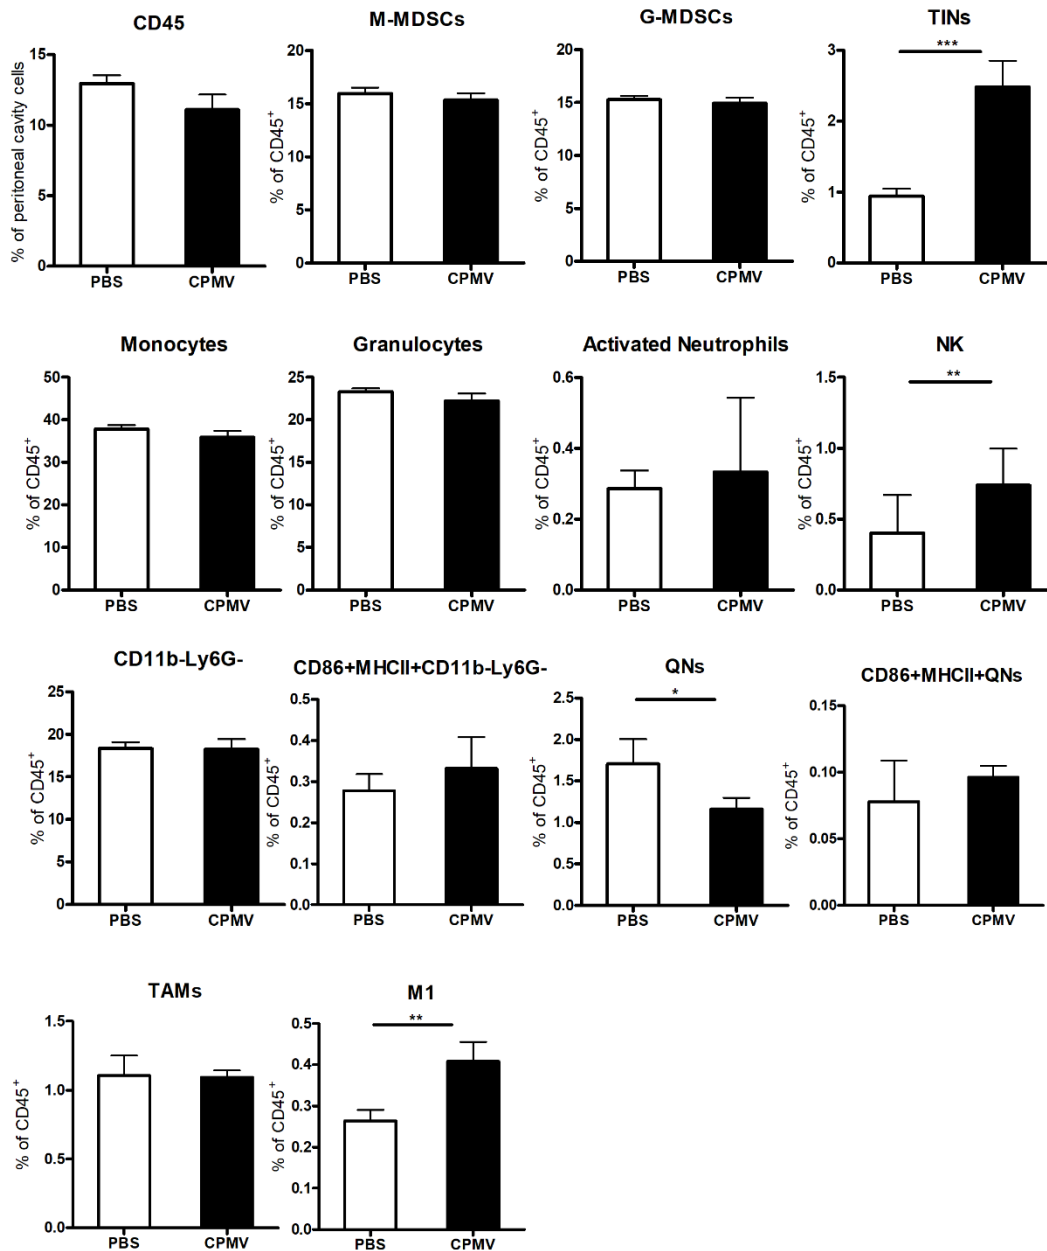 CD45
% of peritoneal cavity cells
15
10
5
0
PBS
CPMV
M-MDSCs
% of CD45+
20
15
10
5
0
PBS
CPMV
G-MDSCs
% of CD45+
20
15
10
5
0
PBS
CPMV
TINs
***
% of CD45+
3
2
1
0
PBS
CPMV
Monocytes
% of CD45+
50
40
30
20
10
0
PBS
CPMV
Granulocytes
% of CD45+
25
20
15
10
5
0
PBS
CPMV
Activated Neutrophils
% of CD45+
0.6
0.4
0.2
0.0
PBS
CPMV
NK
**
% of CD45+
1.5
1.0
0.5
0.0
PBS
CPMV
CD11b-Ly6G-
% of CD45+
25
20
15
10
5
0
PBS
CPMV
CD86+MHCII+CD11b-Ly6G-
% of CD45+
0.5
0.4
0.3
0.2
0.1
0.0
PBS
CPMV
QNs
*
% of CD45+
2.5
2.0
1.5
1.0
0.5
0.0
PBS
CPMV
CD86+MHCII+QNs
% of CD45+
0.15
0.10
0.05
0.00
PBS
CPMV
TAMs
% of CD45+
1.5
1.0
0.5
0.0
PBS
CPMV
M1
**
% of CD45+
0.5
0.4
0.3
0.2
0.1
0.0
PBS
CPMV